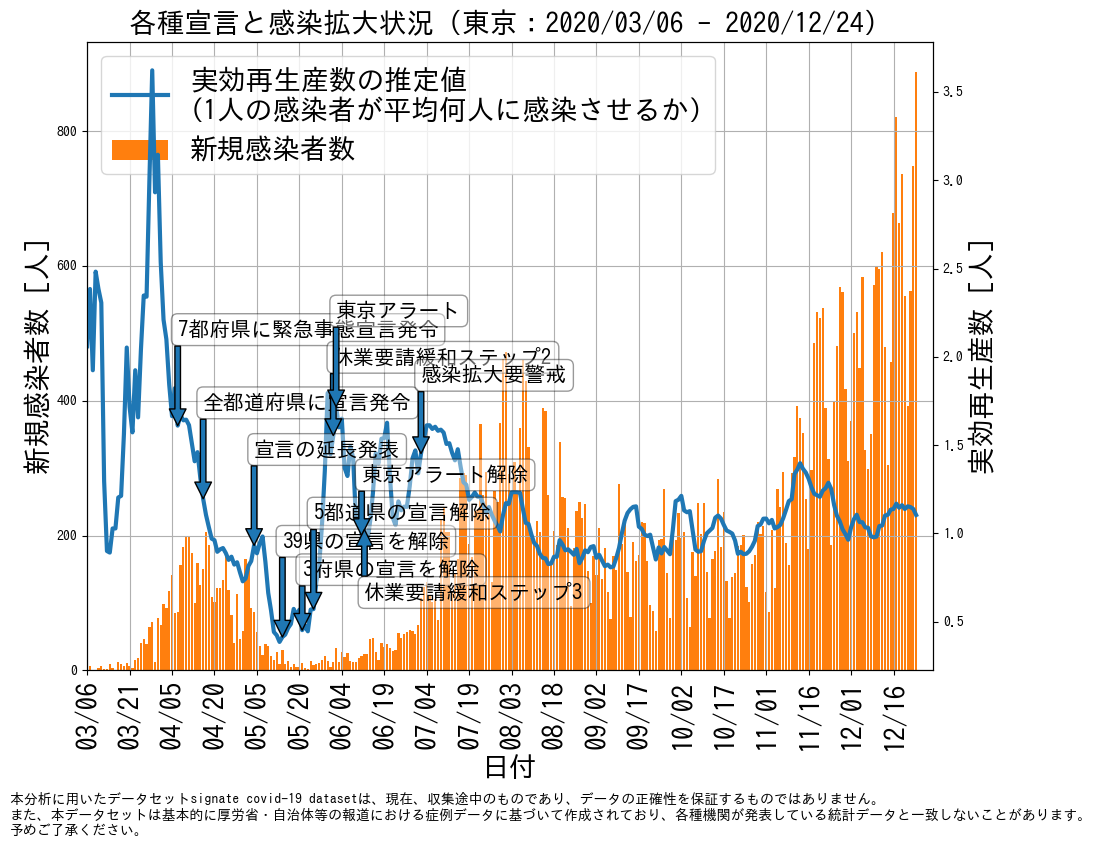 各種宣言と感染拡大状況 (東京：2020/03/06 - 2020/12/24)
実効再生産数の推定値
(1人の感染者が平均何人に感染させるか)
新規感染者数
新規感染者数 [人]
800
600
400
200
0
実効再生産数 [人]
3.5
3.0
2.5
2.0
1.5
1.0
0.5
東京アラート
7都府県に緊急事態宣言発令
休業要請緩和ステップ2
感染拡大要警戒
全都道府県に宣言発令
宣言の延長発表
東京アラート解除
5都道県の宣言解除
39県の宣言を解除
3府県の宣言を解除
休業要請緩和ステップ3
03/06 03/21 04/05 04/20 05/05 05/20 06/04 06/19 07/04 07/19 08/03 08/18 09/02 09/17 10/02 10/17 11/01 11/16 12/01 12/16
日付
本分析に用いたデータセットsignate covid-19 datasetは、現在、収集途中のものであり、データの正確性を保証するものではありません。
また、本データセットは基本的に厚労省・自治体等の報道における症例データに基づいて作成されており、各種機関が発表している統計データと一致しないことがあります。
予めご了承ください。